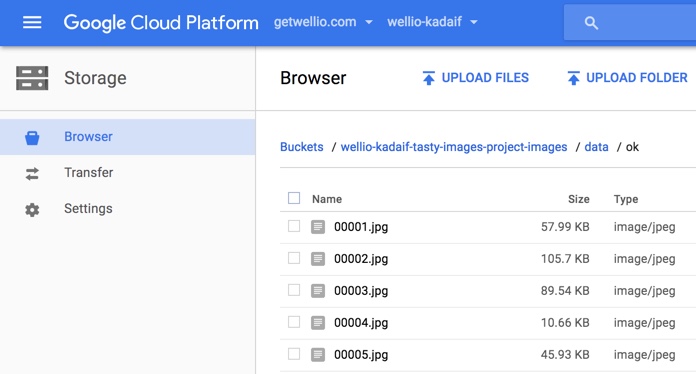 Google Cloud Platform getwellio.com wellio-kadaif
Storage
Browser UPLOAD FILES UPLOAD FOLDER
Browser
Transfer
Settings
Buckets / wellio-kadaif-tasty-images-project-images / data / ok
Name Size Type
00001.jpg 57.99 KB image/jpeg
00002.jpg 105.7 KB image/jpeg
00003.jpg 89.54 KB image/jpeg
00004.jpg 10.66 KB image/jpeg
00005.jpg 45.93 KB image/jpeg